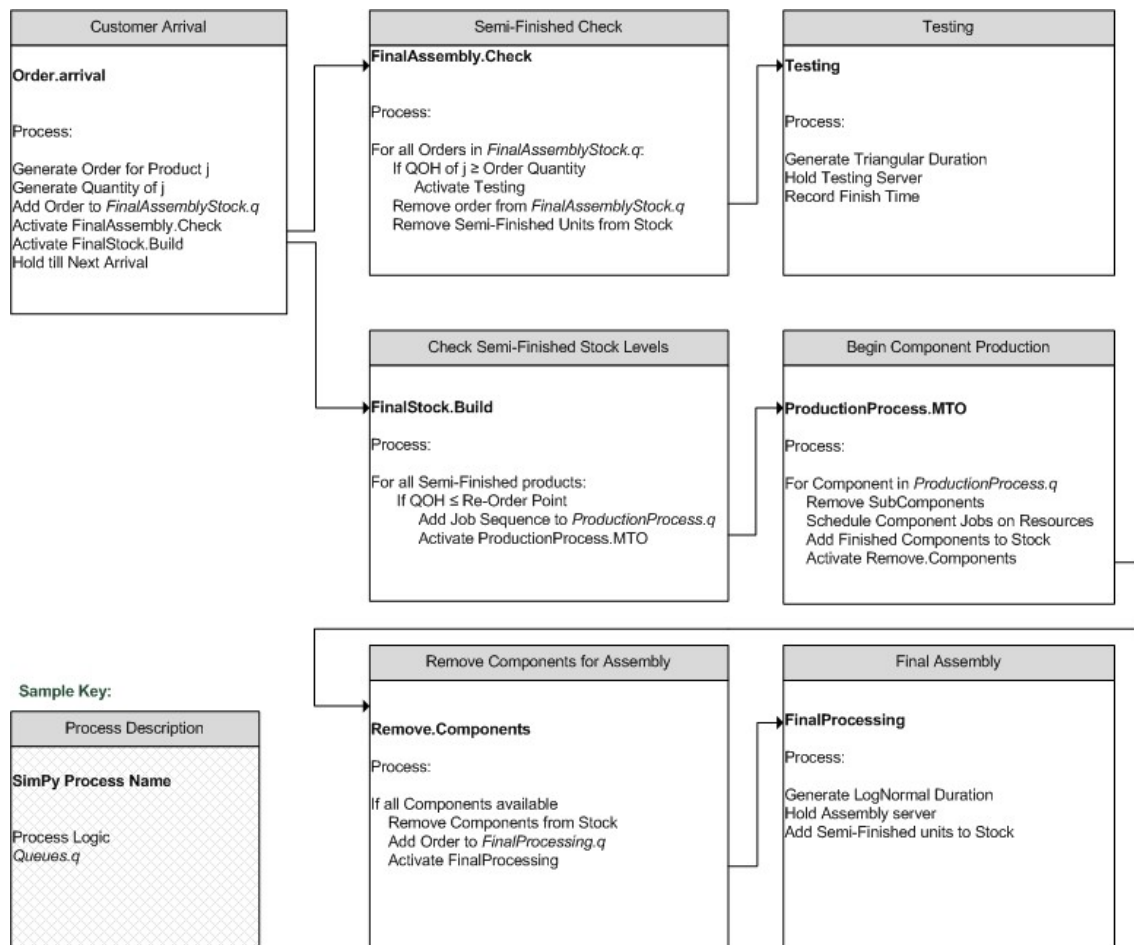 Customer Arrival
Order.arrival
Process:
Generate Order for Product j
Generate Quantity of j
Add Order to FinalAssemblyStock.q
Activate FinalAssembly.Check
Activate FinalStock.Build
Hold till Next Arrival
Semi-Finished Check
FinalAssembly.Check
Process:
For all Orders in FinalAssemblyStock.q:
If QOH of j ≥ Order Quantity
Activate Testing
Remove order from FinalAssemblyStock.q
Remove Semi-Finished Units from Stock
Testing
Testing
Process:
Generate Triangular Duration
Hold Testing Server
Record Finish Time
Check Semi-Finished Stock Levels
FinalStock.Build
Process:
For all Semi-Finished products:
If QOH ≤ Re-Order Point
Add Job Sequence to ProductionProcess.q
Activate ProductionProcess.MTO
Begin Component Production
ProductionProcess.MTO
Process:
For Component in ProductionProcess.q
Remove SubComponents
Schedule Component Jobs on Resources
Add Finished Components to Stock
Activate Remove.Components
Remove Components for Assembly
Remove.Components
Process:
If all Components available
Remove Components from Stock
Add Order to FinalProcessing.q
Activate FinalProcessing
Final Assembly
FinalProcessing
Process:
Generate LogNormal Duration
Hold Assembly server
Add Semi-Finished units to Stock
Sample Key:
Process Description
SimPy Process Name
Process Logic
Queues.q